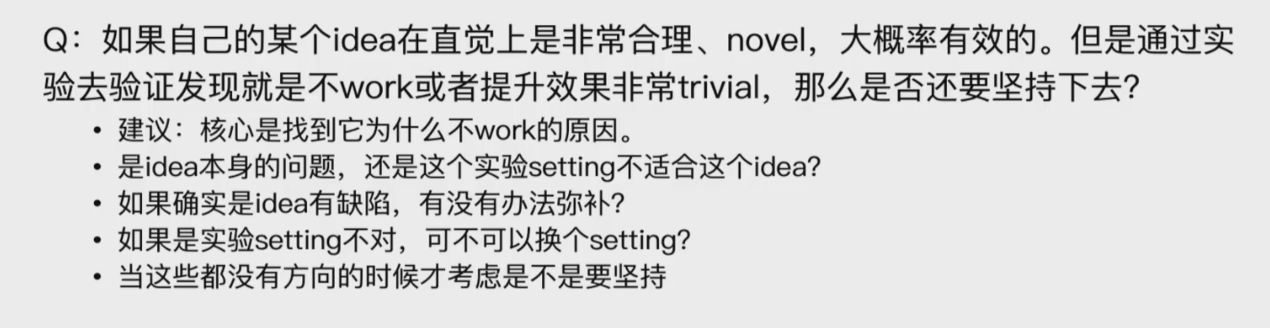 Q：如果自己的某个idea在直觉上是非常合理、novel，大概率有效的。但是通过实
验去验证发现就是不work或者提升效果非常trivial，那么是否还要坚持下去？
• 建议：核心是找到它为什么不work的原因。
• 是idea本身的问题，还是这个实验setting不适合这个idea？
• 如果确实是idea有缺陷，有没有办法弥补？
• 如果是实验setting不对，可不可以换个setting？
• 当这些都没有方向的时候才考虑是不是要坚持